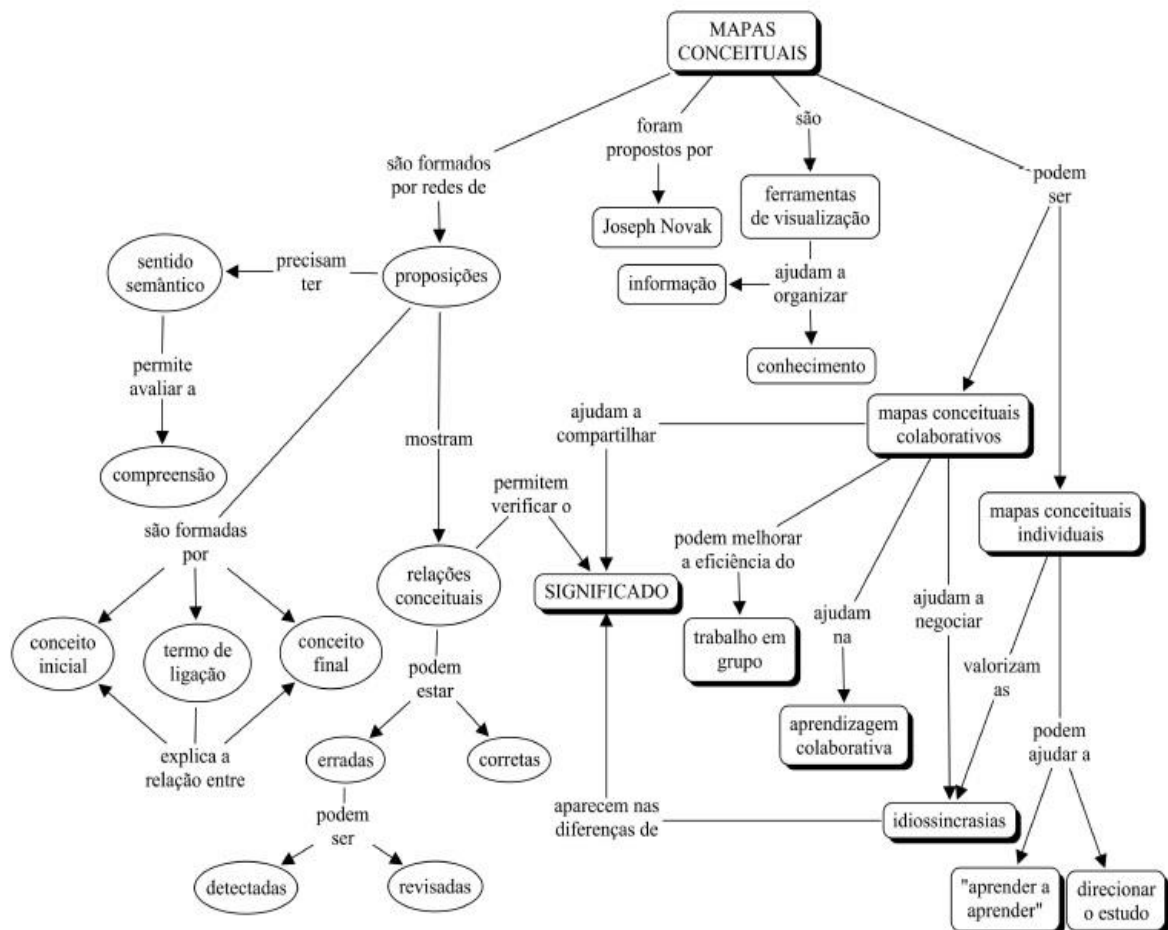 MAPAS
CONCEITUAIS
são formados
por redes de
foram
propostos por
são
podem
ser
Joseph Novak
ferramentas
de visualização
sentido
semântico
precisam
ter
proposições
informação
ajudam a
organizar
conhecimento
permite
avaliar a
compreensão
mostram
ajudam a
compartilhar
mapas conceituais
colaborativos
permitem
verificar o
mapas conceituais
individuais
são formadas
por
relações
conceituais
SIGNIFICADO
podem melhorar
a eficiência do
trabalho em
grupo
ajudam
na
ajudam a
negociar
valorizam
as
conceito
inicial
termo de
ligação
conceito
final
podem
estar
explica a
relação entre
erradas
corretas
aprendizagem
colaborativa
podem
ajudar a
podem
ser
aparecem nas
diferenças de
idiossincrasias
detectadas
revisadas
"aprender a
aprender"
direcionar
o estudo